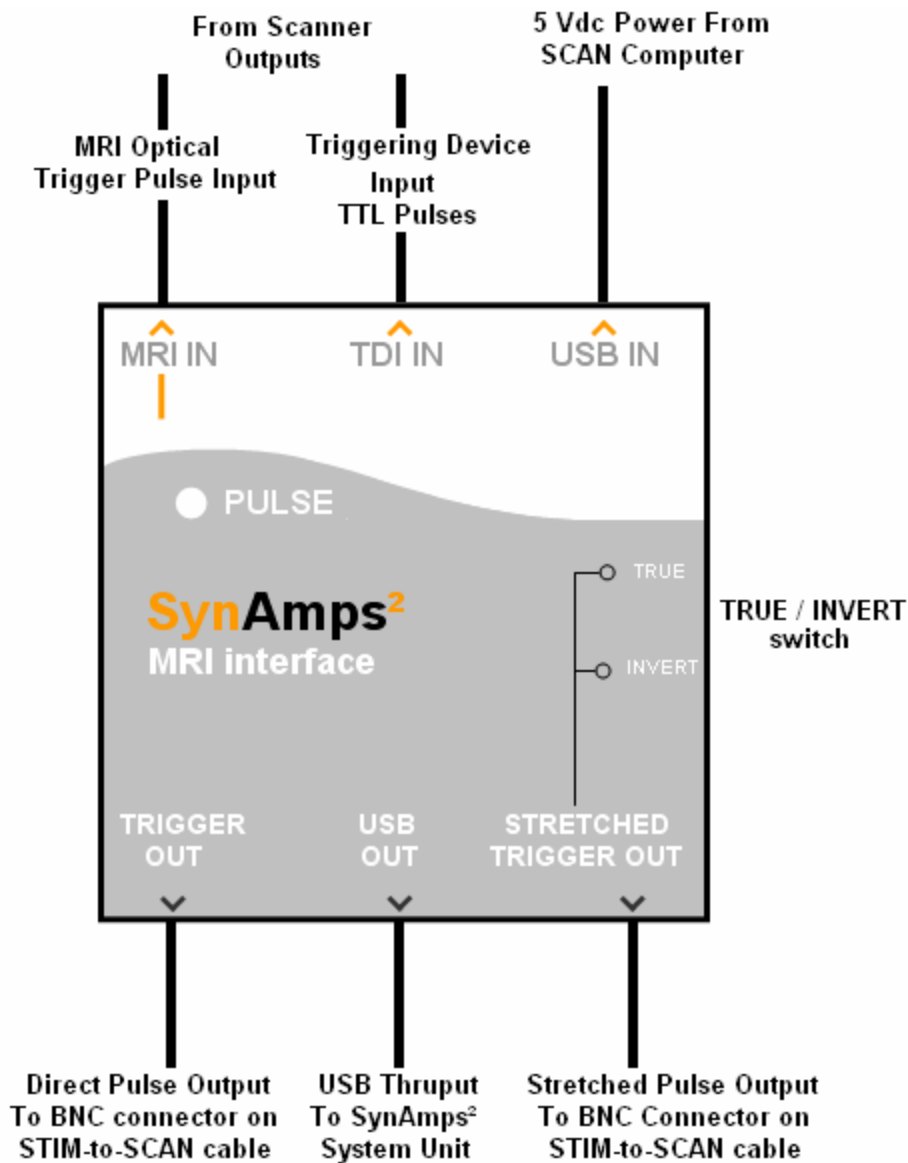 From Scanner
Outputs
5 Vdc Power From
SCAN Computer
MRI Optical
Trigger Pulse Input
Triggering Device
Input
TTL Pulses
MRI IN
TDI IN
USB IN
PULSE
TRUE
INVERT
TRUE / INVERT
switch
SynAmps²
MRI interface
TRIGGER
OUT
USB
OUT
STRETCHED
TRIGGER OUT
Direct Pulse Output
To BNC connector on
STIM-to-SCAN cable
USB Thruput
To SynAmps²
System Unit
Stretched Pulse Output
To BNC Connector on
STIM-to-SCAN cable